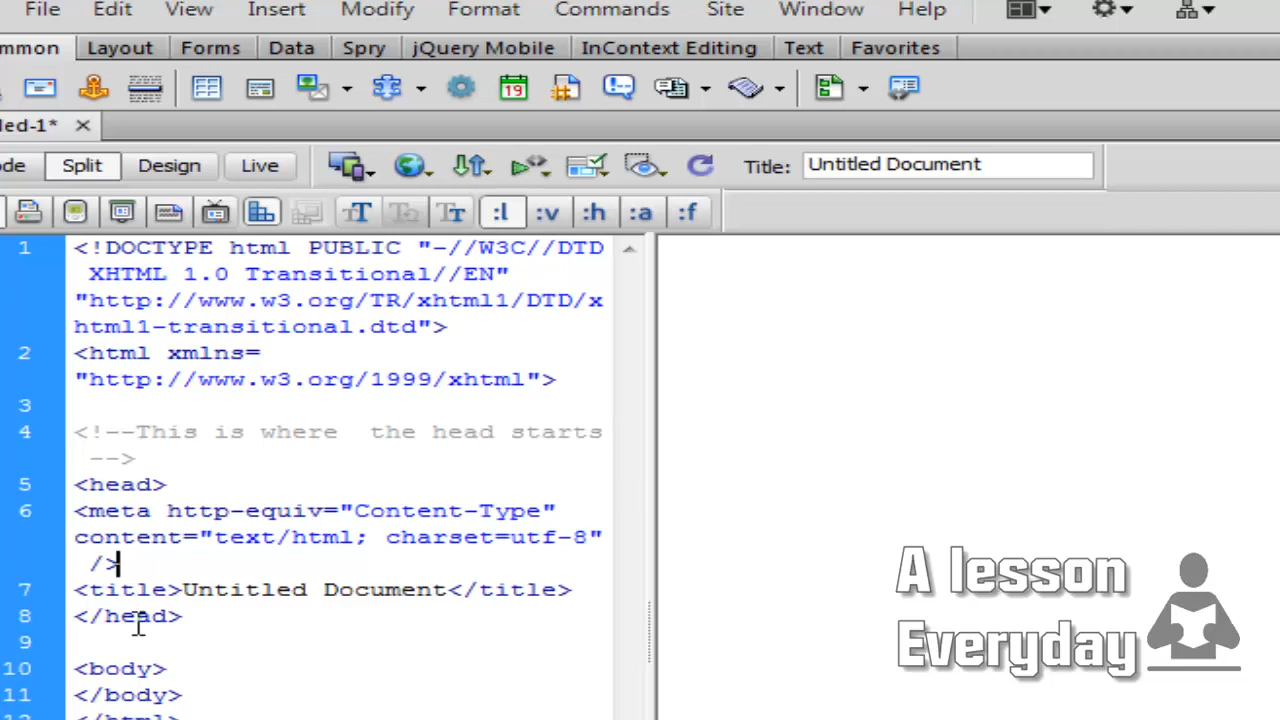 File Edit View Insert Modify Format Commands Site Window Help
mmon Layout Forms Data Spry jQuery Mobile InContext Editing Text Favorites
19
led-1*
ode Split Design Live Title: Untitled Document
:l :v :h :a :f
1 <!DOCTYPE html PUBLIC "-//W3C//DTD
XHTML 1.0 Transitional//EN"
"http://www.w3.org/TR/xhtml1/DTD/x
html1-transitional.dtd">
2 <html xmlns=
"http://www.w3.org/1999/xhtml">
3
4 <!--This is where  the head starts
-->
5 <head>
6 <meta http-equiv="Content-Type"
content="text/html; charset=utf-8"
/>
7 <title>Untitled Document</title>
8 </head>
9
10 <body>
11 </body>
12 </html>
A lesson
Everyday